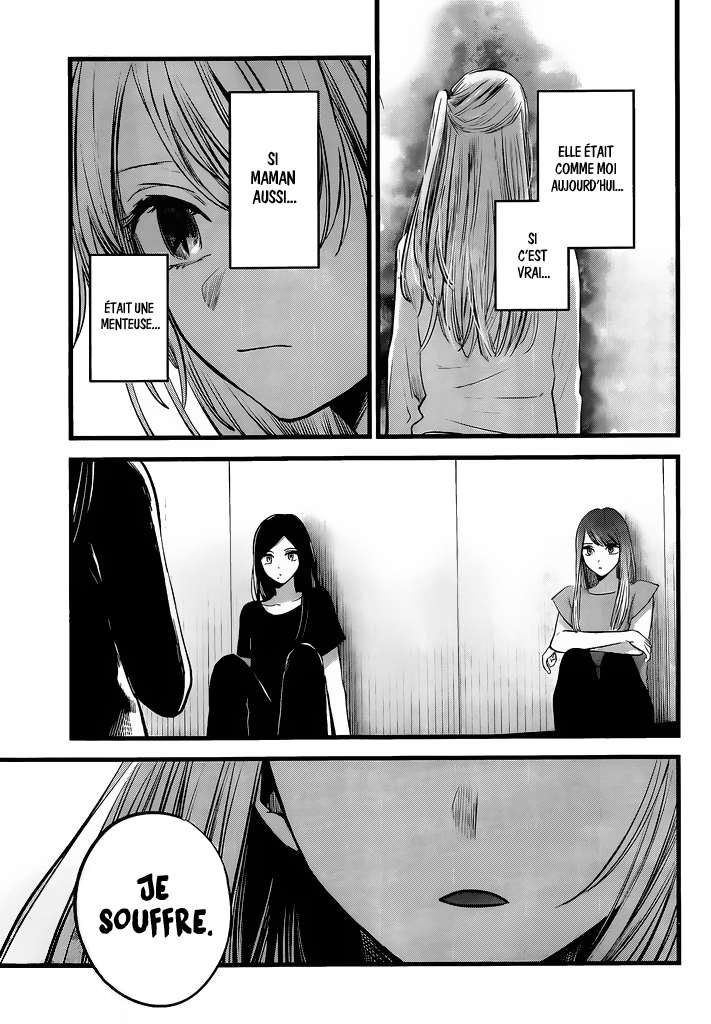 ELLE ÉTAIT
COMME MOI
AUJOURD'HUI...
SI
C'EST
VRAI...
SI
MAMAN
AUSSI...
ÉTAIT UNE
MENTEUSE...
JE
SOUFFRE.